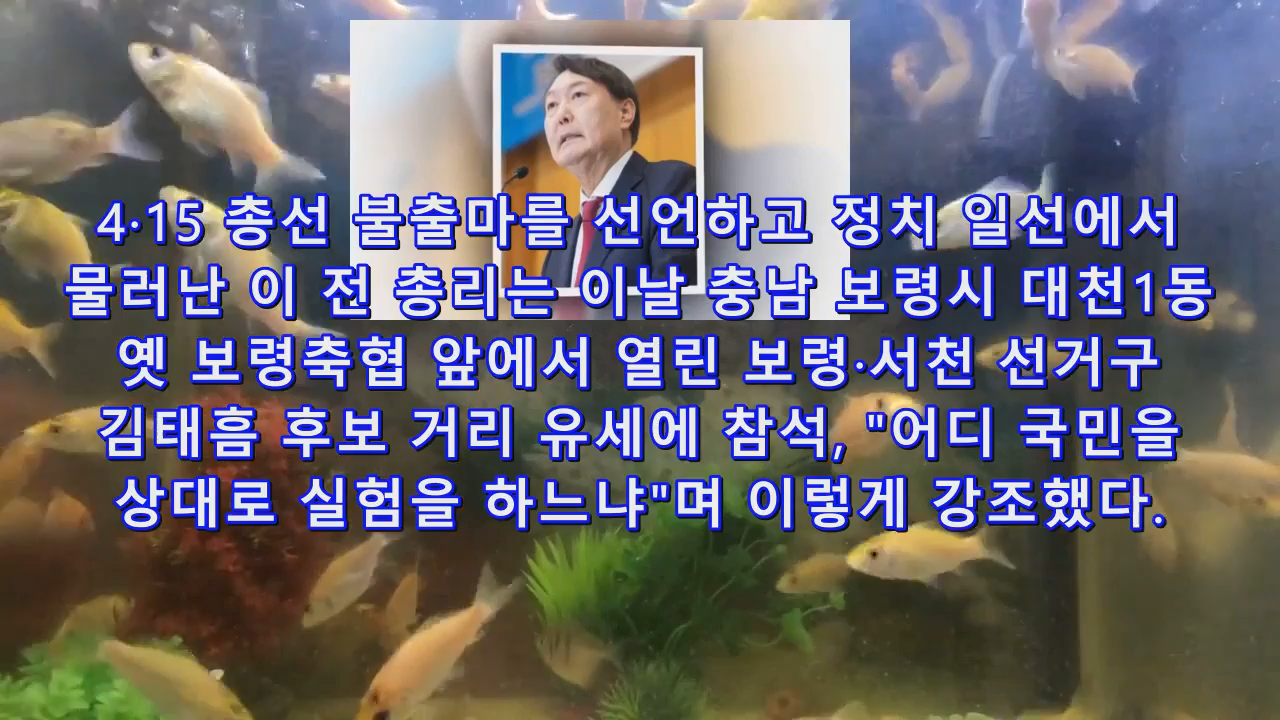 4·15 총선 불출마를 선언하고 정치 일선에서
물러난 이 전 총리는 이날 충남 보령시 대천1동
옛 보령축협 앞에서 열린 보령·서천 선거구
김태흠 후보 거리 유세에 참석, "어디 국민을
상대로 실험을 하느냐"며 이렇게 강조했다.